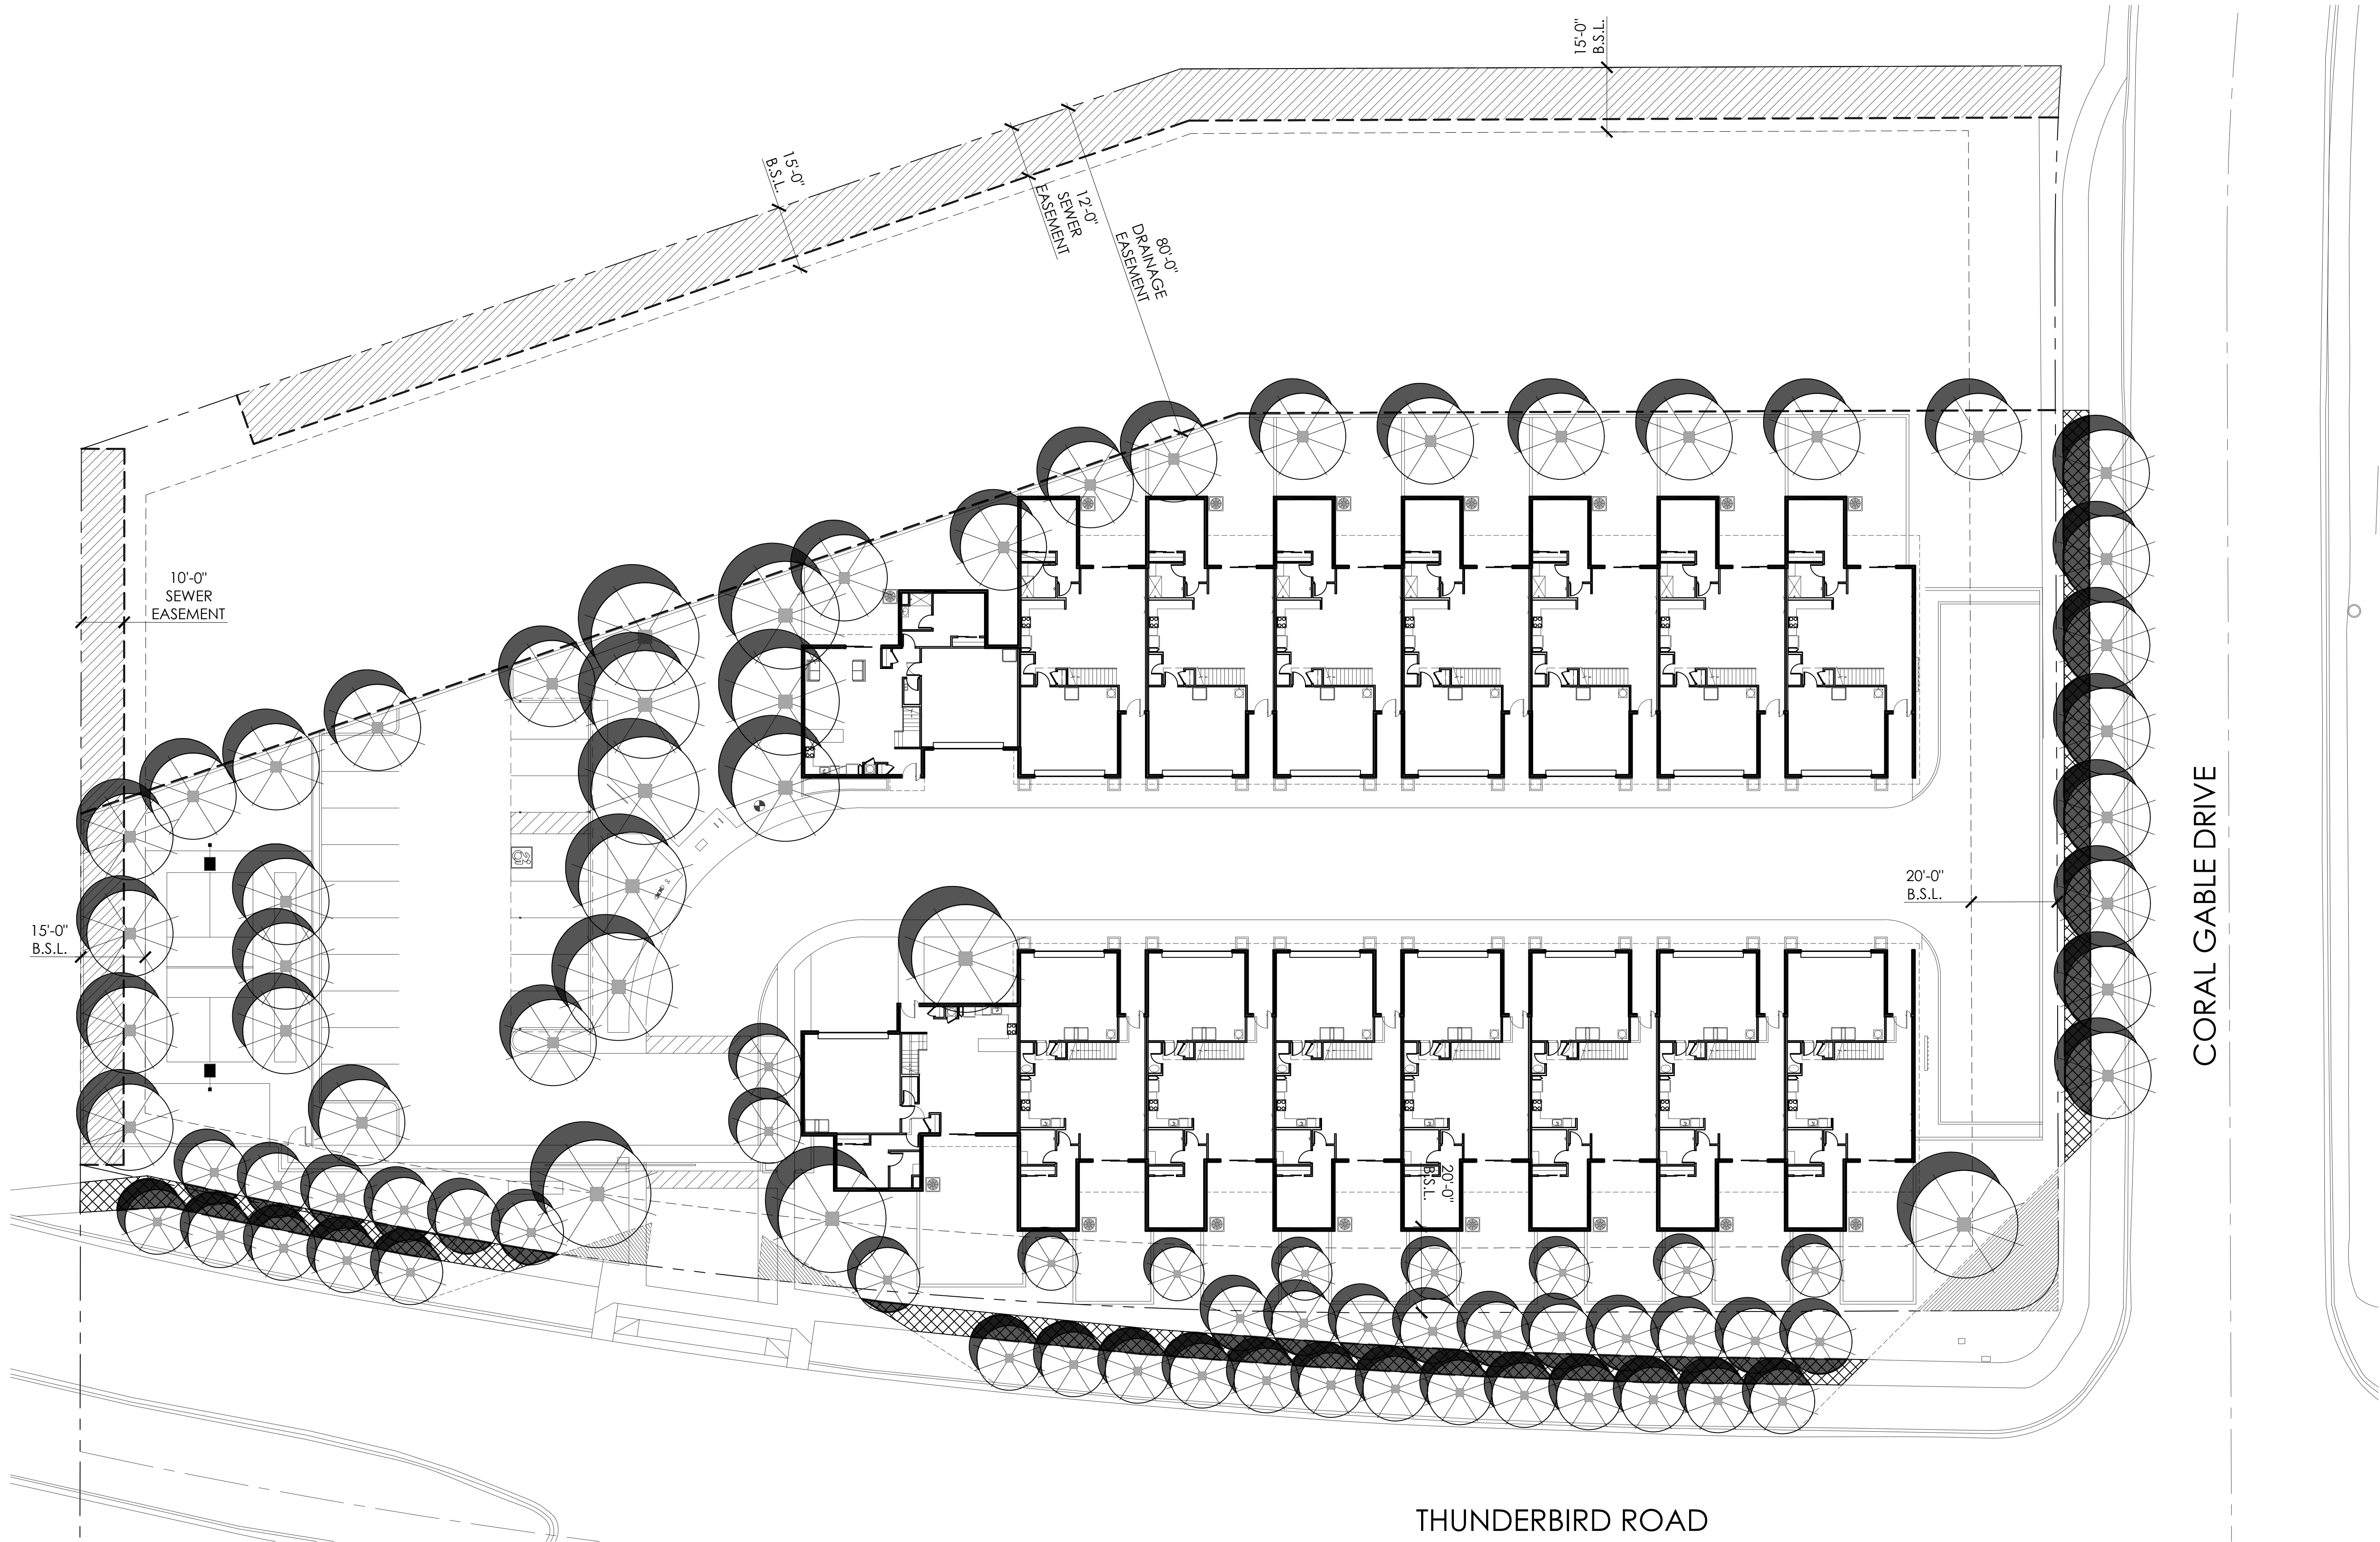 15'-0"
B.S.L.
15'-0"
B.S.L.
12'-0"
SEWER
EASEMENT
80'-0"
DRAINAGE
EASEMENT
10'-0"
SEWER
EASEMENT
15'-0"
B.S.L.
20'-0"
B.S.L.
CORAL GABLE DRIVE
20'-0"
B.S.L.
THUNDERBIRD ROAD